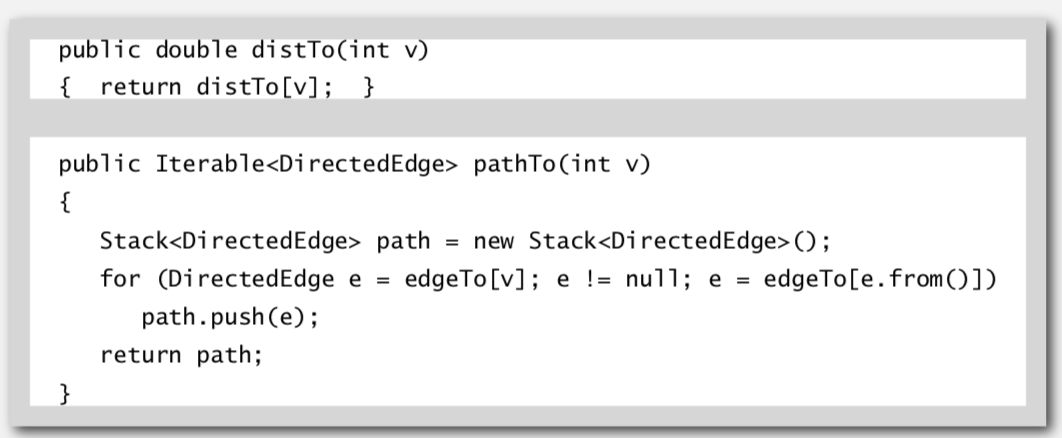 public double distTo(int v)
{  return distTo[v];  }
public Iterable<DirectedEdge> pathTo(int v)
{
   Stack<DirectedEdge> path = new Stack<DirectedEdge>();
   for (DirectedEdge e = edgeTo[v]; e != null; e = edgeTo[e.from()])
      path.push(e);
   return path;
}